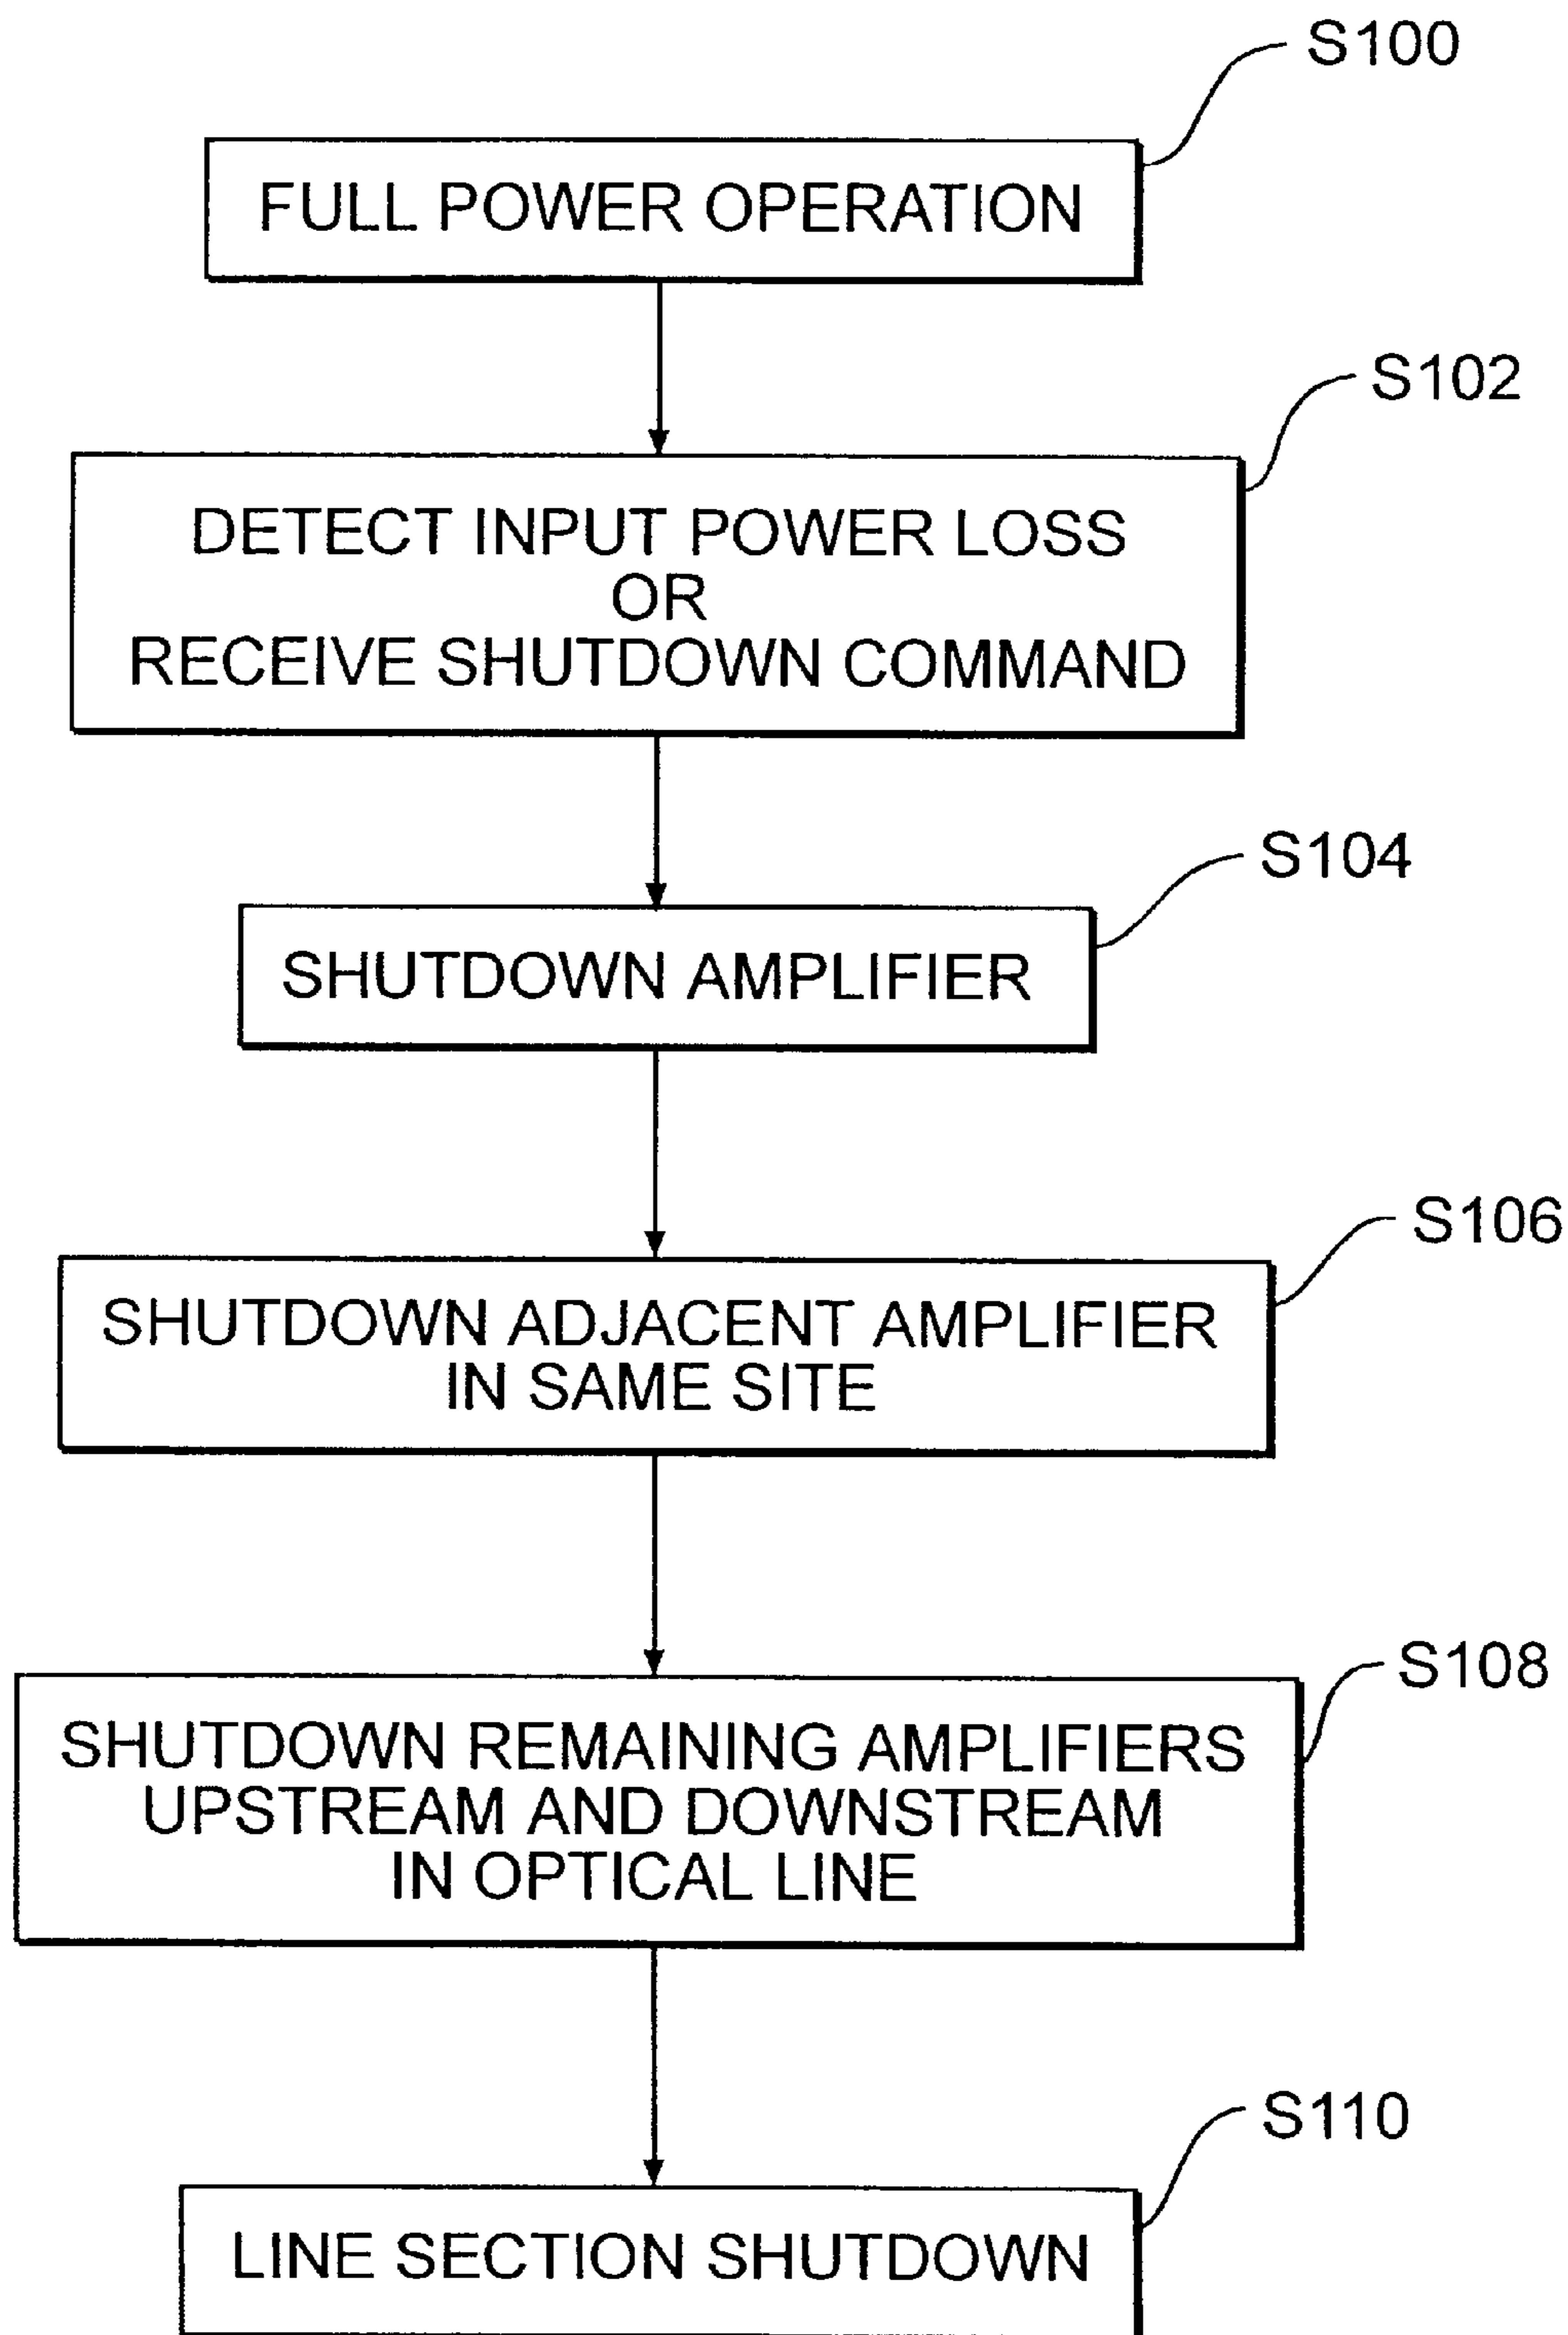 S100
FULL POWER OPERATION
S102
DETECT INPUT POWER LOSS
OR
RECEIVE SHUTDOWN COMMAND
S104
SHUTDOWN AMPLIFIER
S106
SHUTDOWN ADJACENT AMPLIFIER
IN SAME SITE
S108
SHUTDOWN REMAINING AMPLIFIERS
UPSTREAM AND DOWNSTREAM
IN OPTICAL LINE
S110
LINE SECTION SHUTDOWN